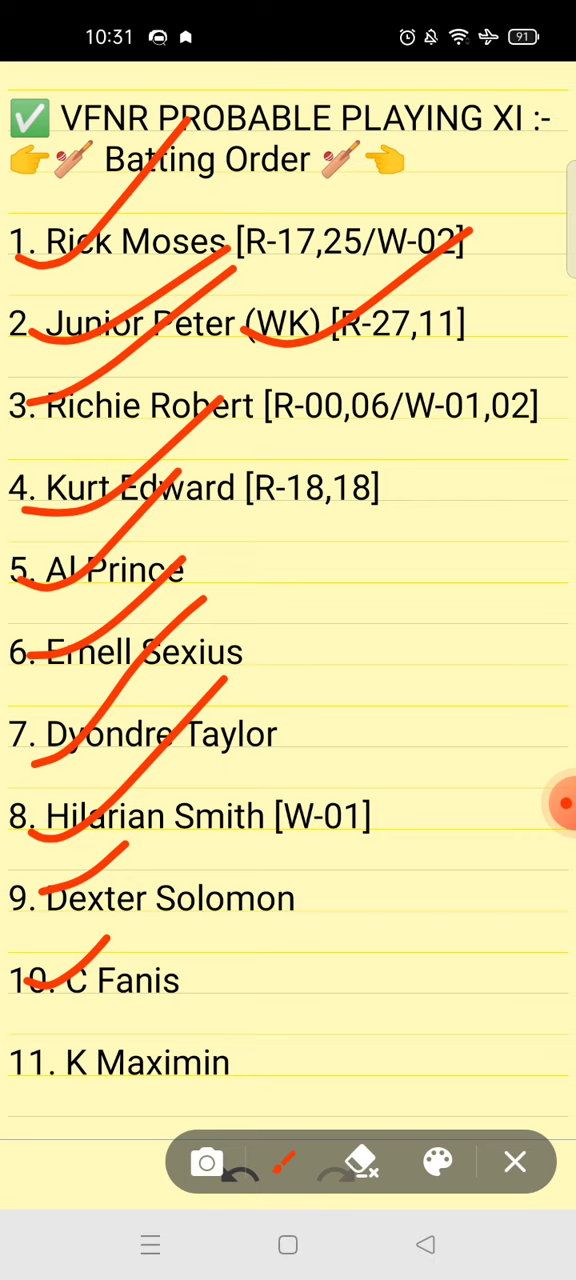 10:31
91
✅ VFNR PROBABLE PLAYING XI :-
👉🏏 Batting Order 🏏👈
1. Rick Moses [R-17,25/W-02]
2. Junior Peter (WK) [R-27,11]
3. Richie Robert [R-00,06/W-01,02]
4. Kurt Edward [R-18,18]
5. Al Prince
6. Ernell Sexius
7. Dyondre Taylor
8. Hilarian Smith [W-01]
9. Dexter Solomon
10. C Fanis
11. K Maximin